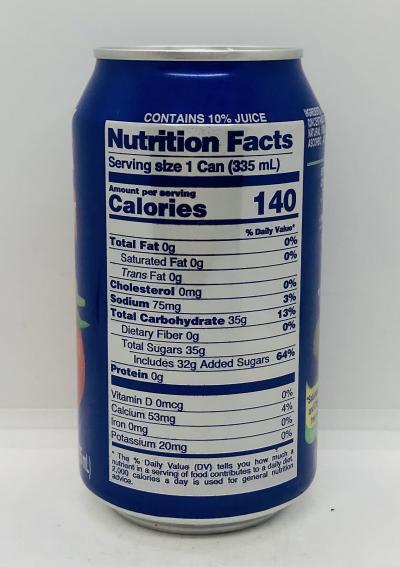 CONTAINS 10% JUICE
Nutrition Facts
Serving size 1 Can (335 mL)
Amount per serving
Calories 140
% Daily Value*
Total Fat 0g 0%
Saturated Fat 0g 0%
Trans Fat 0g
Cholesterol 0mg 0%
Sodium 75mg 3%
Total Carbohydrate 35g 13%
Dietary Fiber 0g 0%
Total Sugars 35g
Includes 32g Added Sugars 64%
Protein 0g
Vitamin D 0mcg 0%
Calcium 53mg 4%
Iron 0mg 0%
Potassium 20mg 0%
* The % Daily Value (DV) tells you how much a
nutrient in a serving of food contributes to a daily diet.
2,000 calories a day is used for general nutrition
advice.
mL)